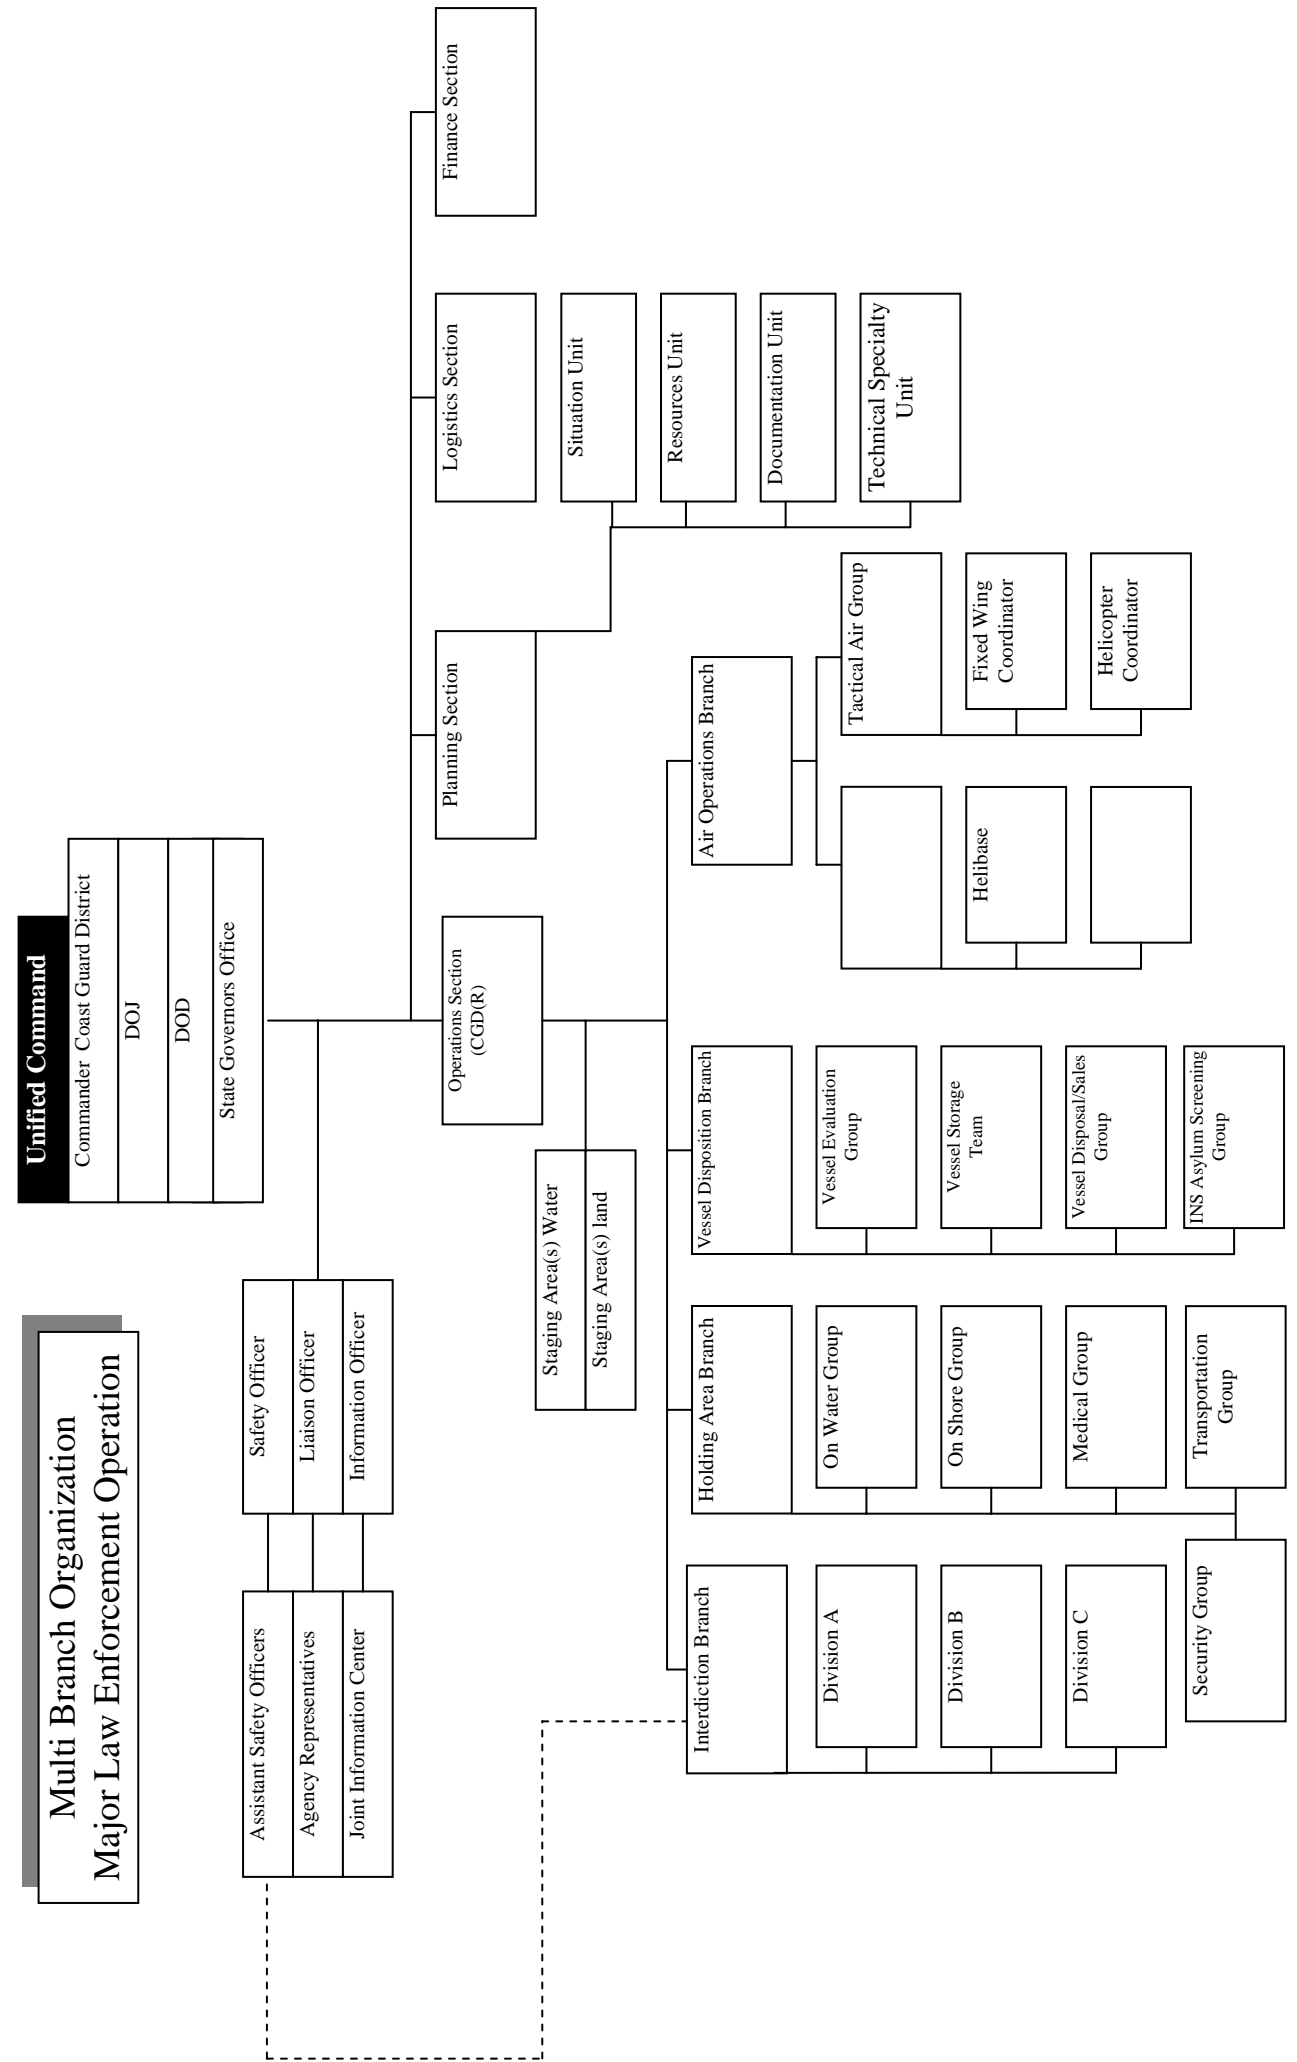 Multi Branch Organization
Major Law Enforcement Operation
Unified Command
Commander Coast Guard District
DOJ
DOD
State Governors Office
Assistant Safety Officers
Agency Representatives
Joint Information Center
Safety Officer
Liaison Officer
Information Officer
Operations Section
(CGD(R)
Planning Section
Logistics Section
Finance Section
Staging Area(s) Water
Staging Area(s) land
Situation Unit
Resources Unit
Documentation Unit
Technical Specialty
Unit
Interdiction Branch
Division A
Division B
Division C
Holding Area Branch
On Water Group
On Shore Group
Medical Group
Transportation
Group
Security Group
Vessel Disposition Branch
Vessel Evaluation
Group
Vessel Storage
Team
Vessel Disposal/Sales
Group
INS Asylum Screening
Group
Air Operations Branch
Helibase
Tactical Air Group
Fixed Wing
Coordinator
Helicopter
Coordinator